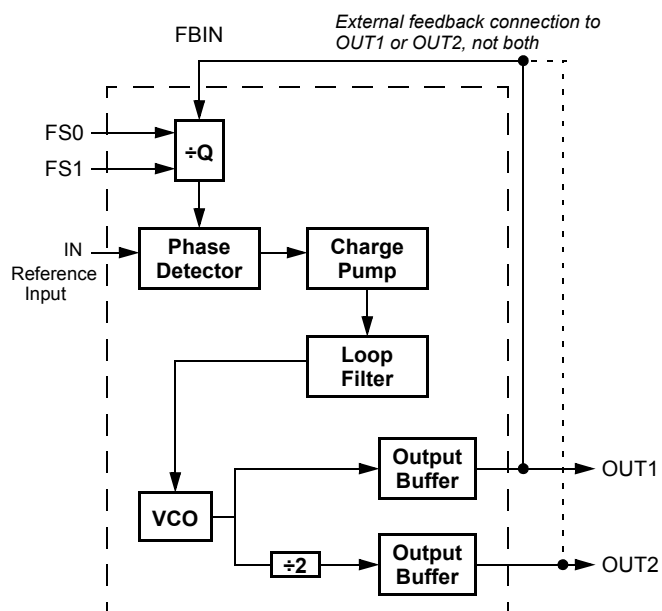 External feedback connection to
OUT1 or OUT2, not both
FBIN
FS0
÷Q
FS1
IN
Reference
Input
Phase
Detector
Charge
Pump
Loop
Filter
Output
Buffer
OUT1
VCO
÷2
Output
Buffer
OUT2